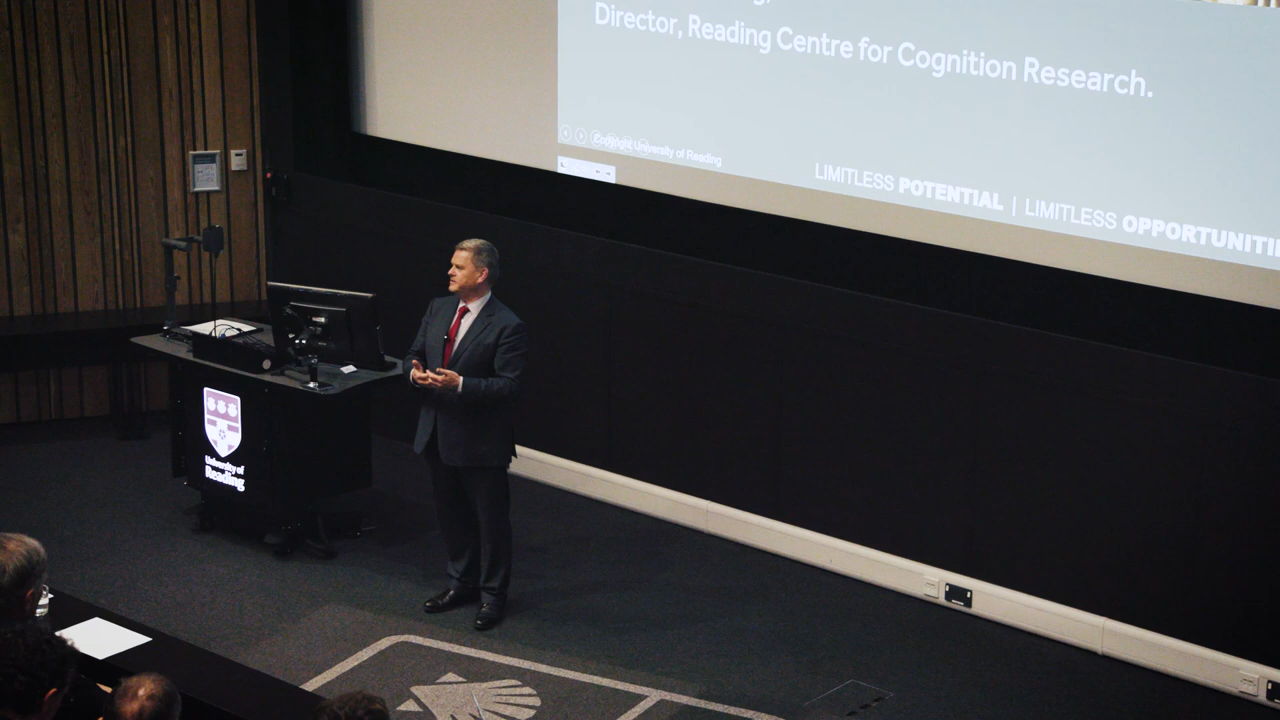 Director, Reading Centre for Cognition Research.
Copyright University of Reading
LIMITLESS POTENTIAL | LIMITLESS OPPORTUNITI
University of
Reading